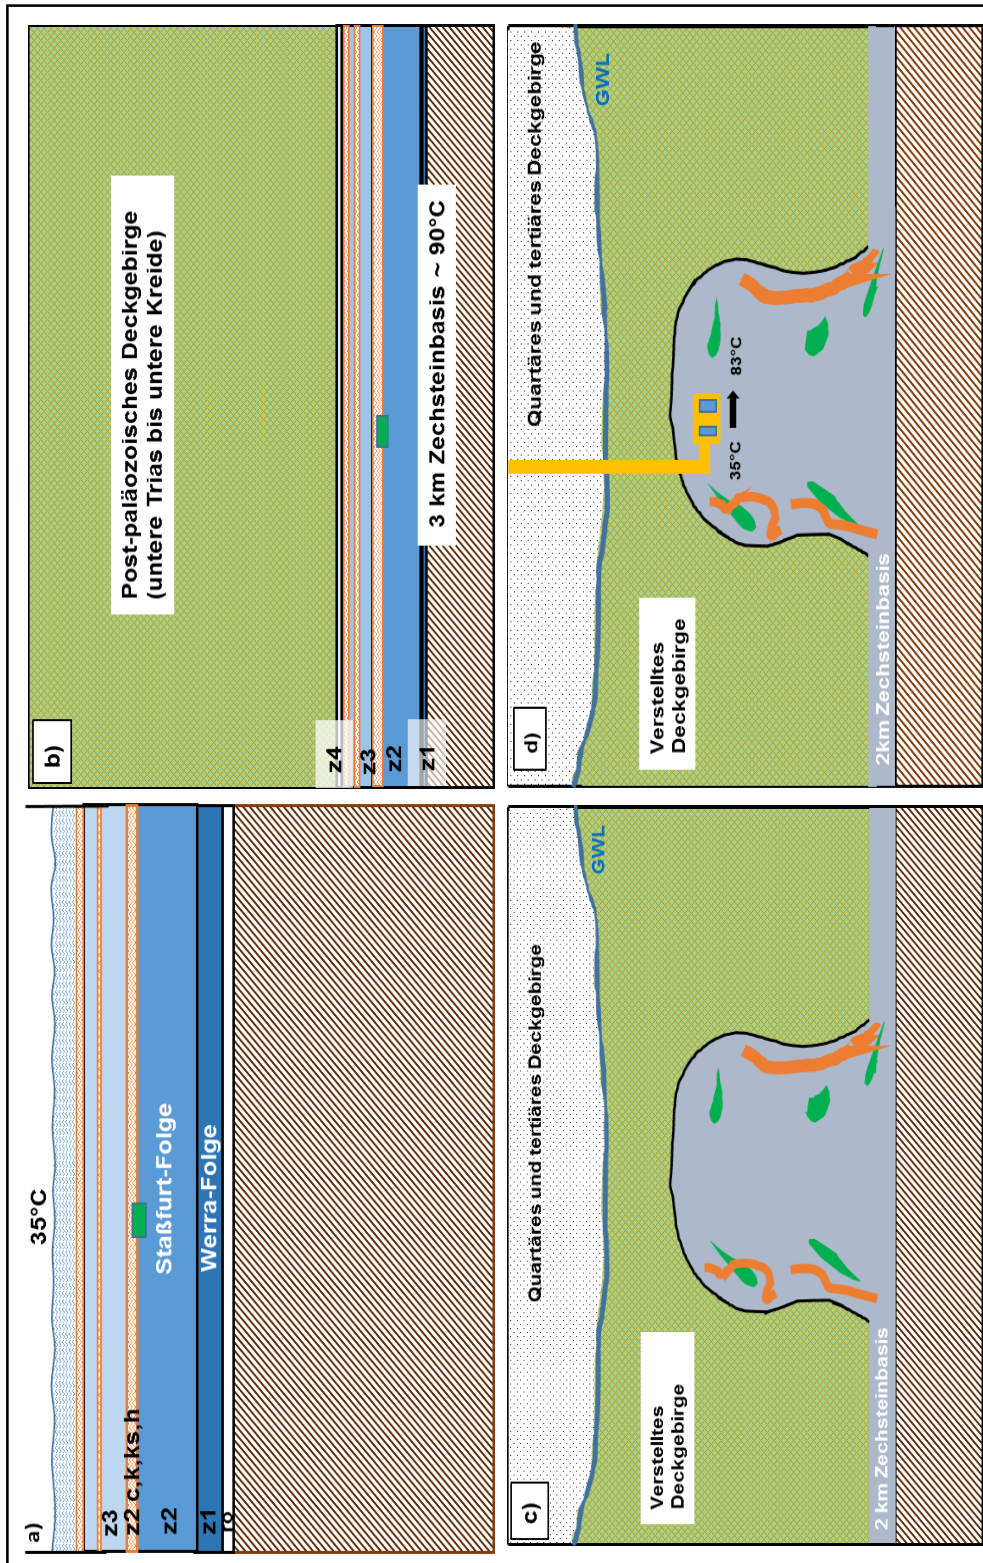 a)
35°C
z3
z2 c,k,ks,h
z2
Staßfurt-Folge
z1
Werra-Folge
ro
b)
Post-paläozoisches Deckgebirge
(untere Trias bis untere Kreide)
z4
z3
z2
z1
3 km Zechsteinbasis ~ 90°C
c)
Quartäres und tertiäres Deckgebirge
GWL
Verstelltes
Deckgebirge
2 km Zechsteinbasis
d)
Quartäres und tertiäres Deckgebirge
GWL
Verstelltes
Deckgebirge
35°C
83°C
2km Zechsteinbasis